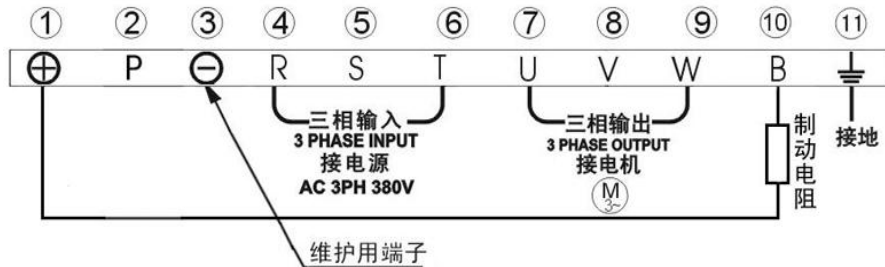 ① ② ③ ④ ⑤ ⑥ ⑦ ⑧ ⑨ ⑩ ⑪
⊕ P ⊖ R S T U V W B
三相输入
3 PHASE INPUT
接电源
AC 3PH 380V
三相输出
3 PHASE OUTPUT
接电机
M
3~
制动电阻
接地
维护用端子